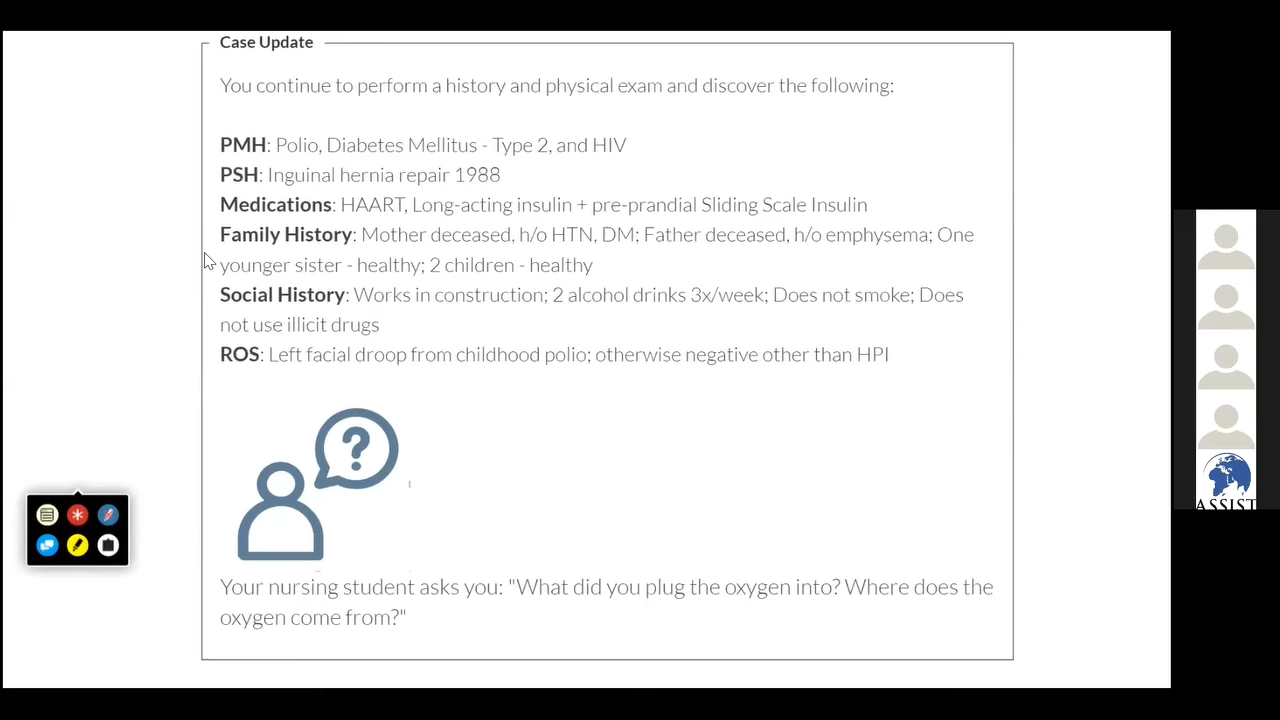 Case Update
You continue to perform a history and physical exam and discover the following:
PMH: Polio, Diabetes Mellitus - Type 2, and HIV
PSH: Inguinal hernia repair 1988
Medications: HAART, Long-acting insulin + pre-prandial Sliding Scale Insulin
Family History: Mother deceased, h/o HTN, DM; Father deceased, h/o emphysema; One
younger sister - healthy; 2 children - healthy
Social History: Works in construction; 2 alcohol drinks 3x/week; Does not smoke; Does
not use illicit drugs
ROS: Left facial droop from childhood polio; otherwise negative other than HPI
?
Your nursing student asks you: "What did you plug the oxygen into? Where does the
oxygen come from?"
ASSIST